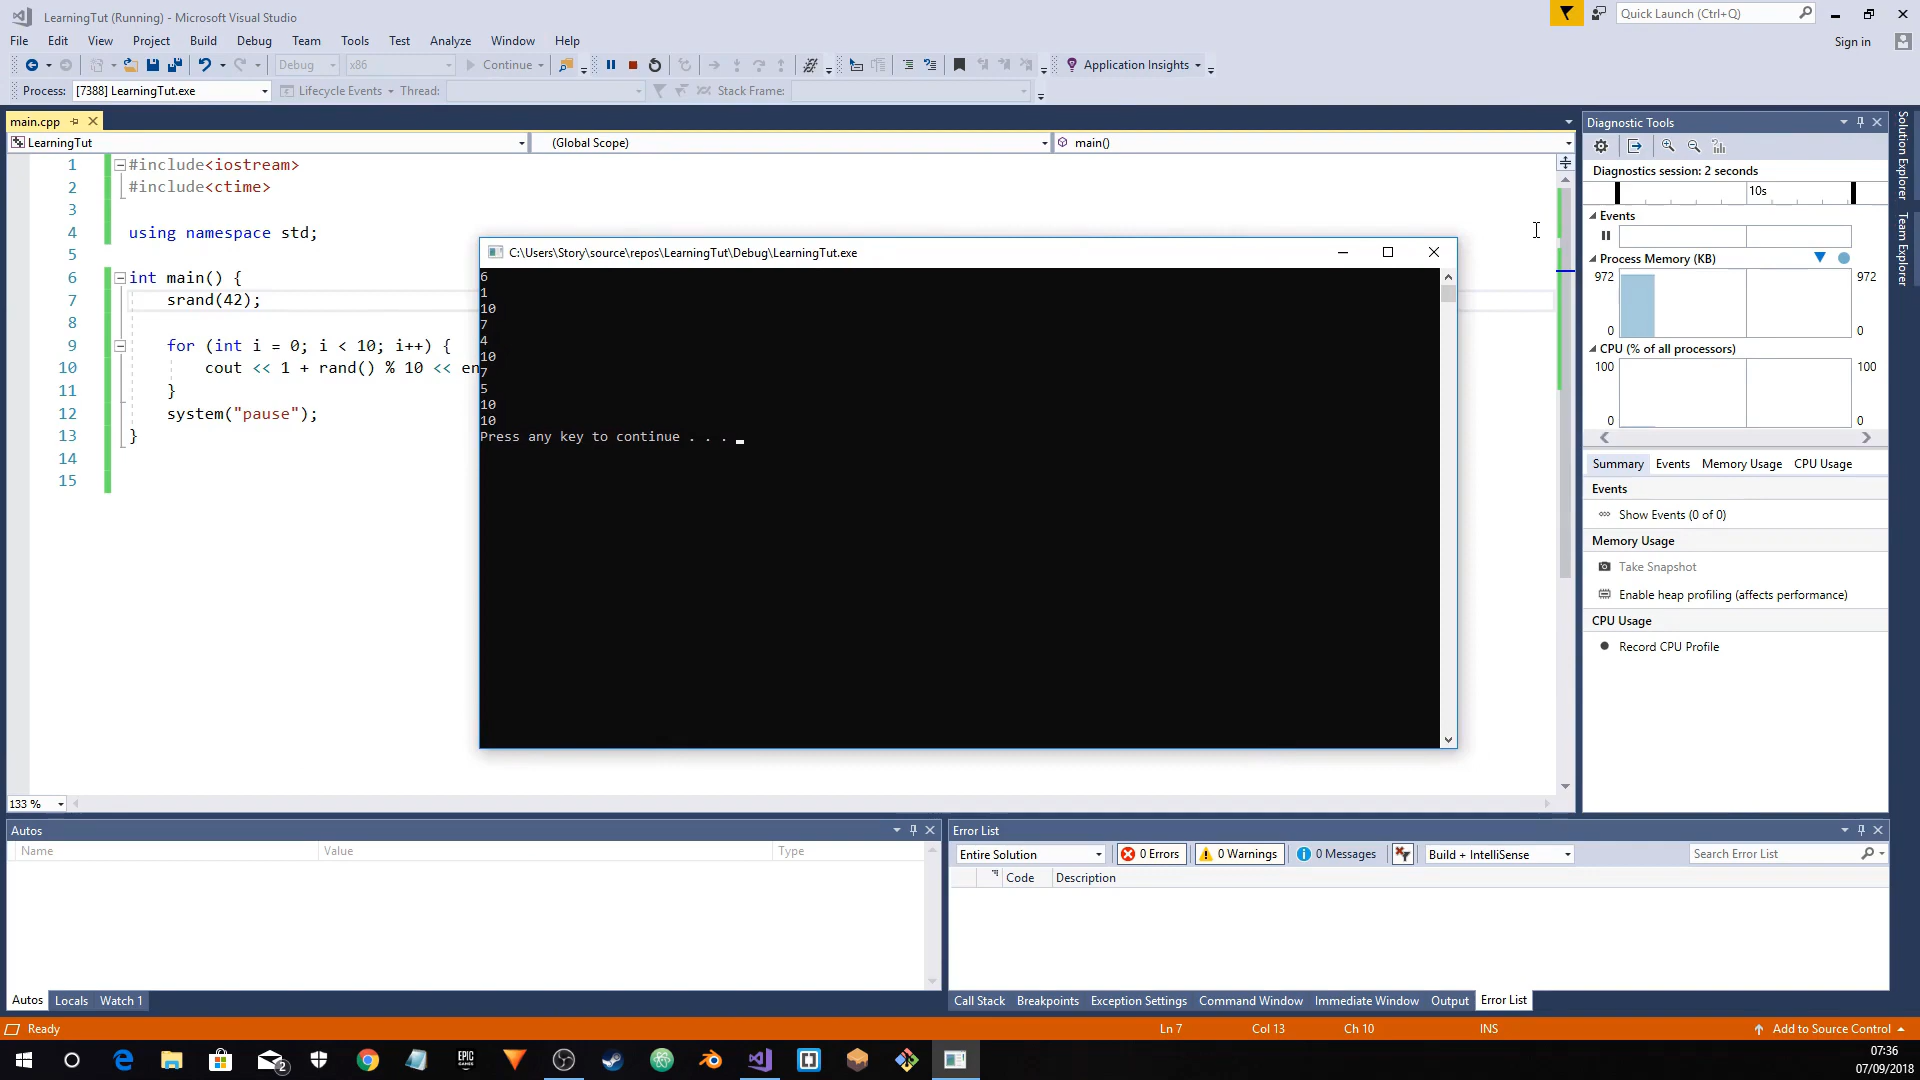 LearningTut (Running) - Microsoft Visual Studio
Quick Launch (Ctrl+Q)
File Edit View Project Build Debug Team Tools Test Analyze Window Help
Sign in
Debug x86 Continue Application Insights
Process: [7388] LearningTut.exe Lifecycle Events Thread: Stack Frame:
main.cpp
LearningTut (Global Scope) main()
1 #include<iostream>
2 #include<ctime>
3
4 using namespace std;
5
6 int main() {
7 srand(42);
8
9 for (int i = 0; i < 10; i++) {
10 cout << 1 + rand() % 10 << en
11 }
12 system("pause");
13 }
14
15
133 %
C:\Users\Story\source\repos\LearningTut\Debug\LearningTut.exe
6
1
10
7
4
10
7
5
10
10
Press any key to continue . . .
Diagnostic Tools
Diagnostics session: 2 seconds
10s
Events
Process Memory (KB)
972 972
0 0
CPU (% of all processors)
100 100
0 0
Summary Events Memory Usage CPU Usage
Events
Show Events (0 of 0)
Memory Usage
Take Snapshot
Enable heap profiling (affects performance)
CPU Usage
Record CPU Profile
Solution Explorer
Team Explorer
Autos
Name Value Type
Autos Locals Watch 1
Error List
Entire Solution 0 Errors 0 Warnings 0 Messages Build + IntelliSense Search Error List
Code Description
Call Stack Breakpoints Exception Settings Command Window Immediate Window Output Error List
Ready Ln 7 Col 13 Ch 10 INS Add to Source Control
2
EPIC
GAMES
07:36
07/09/2018